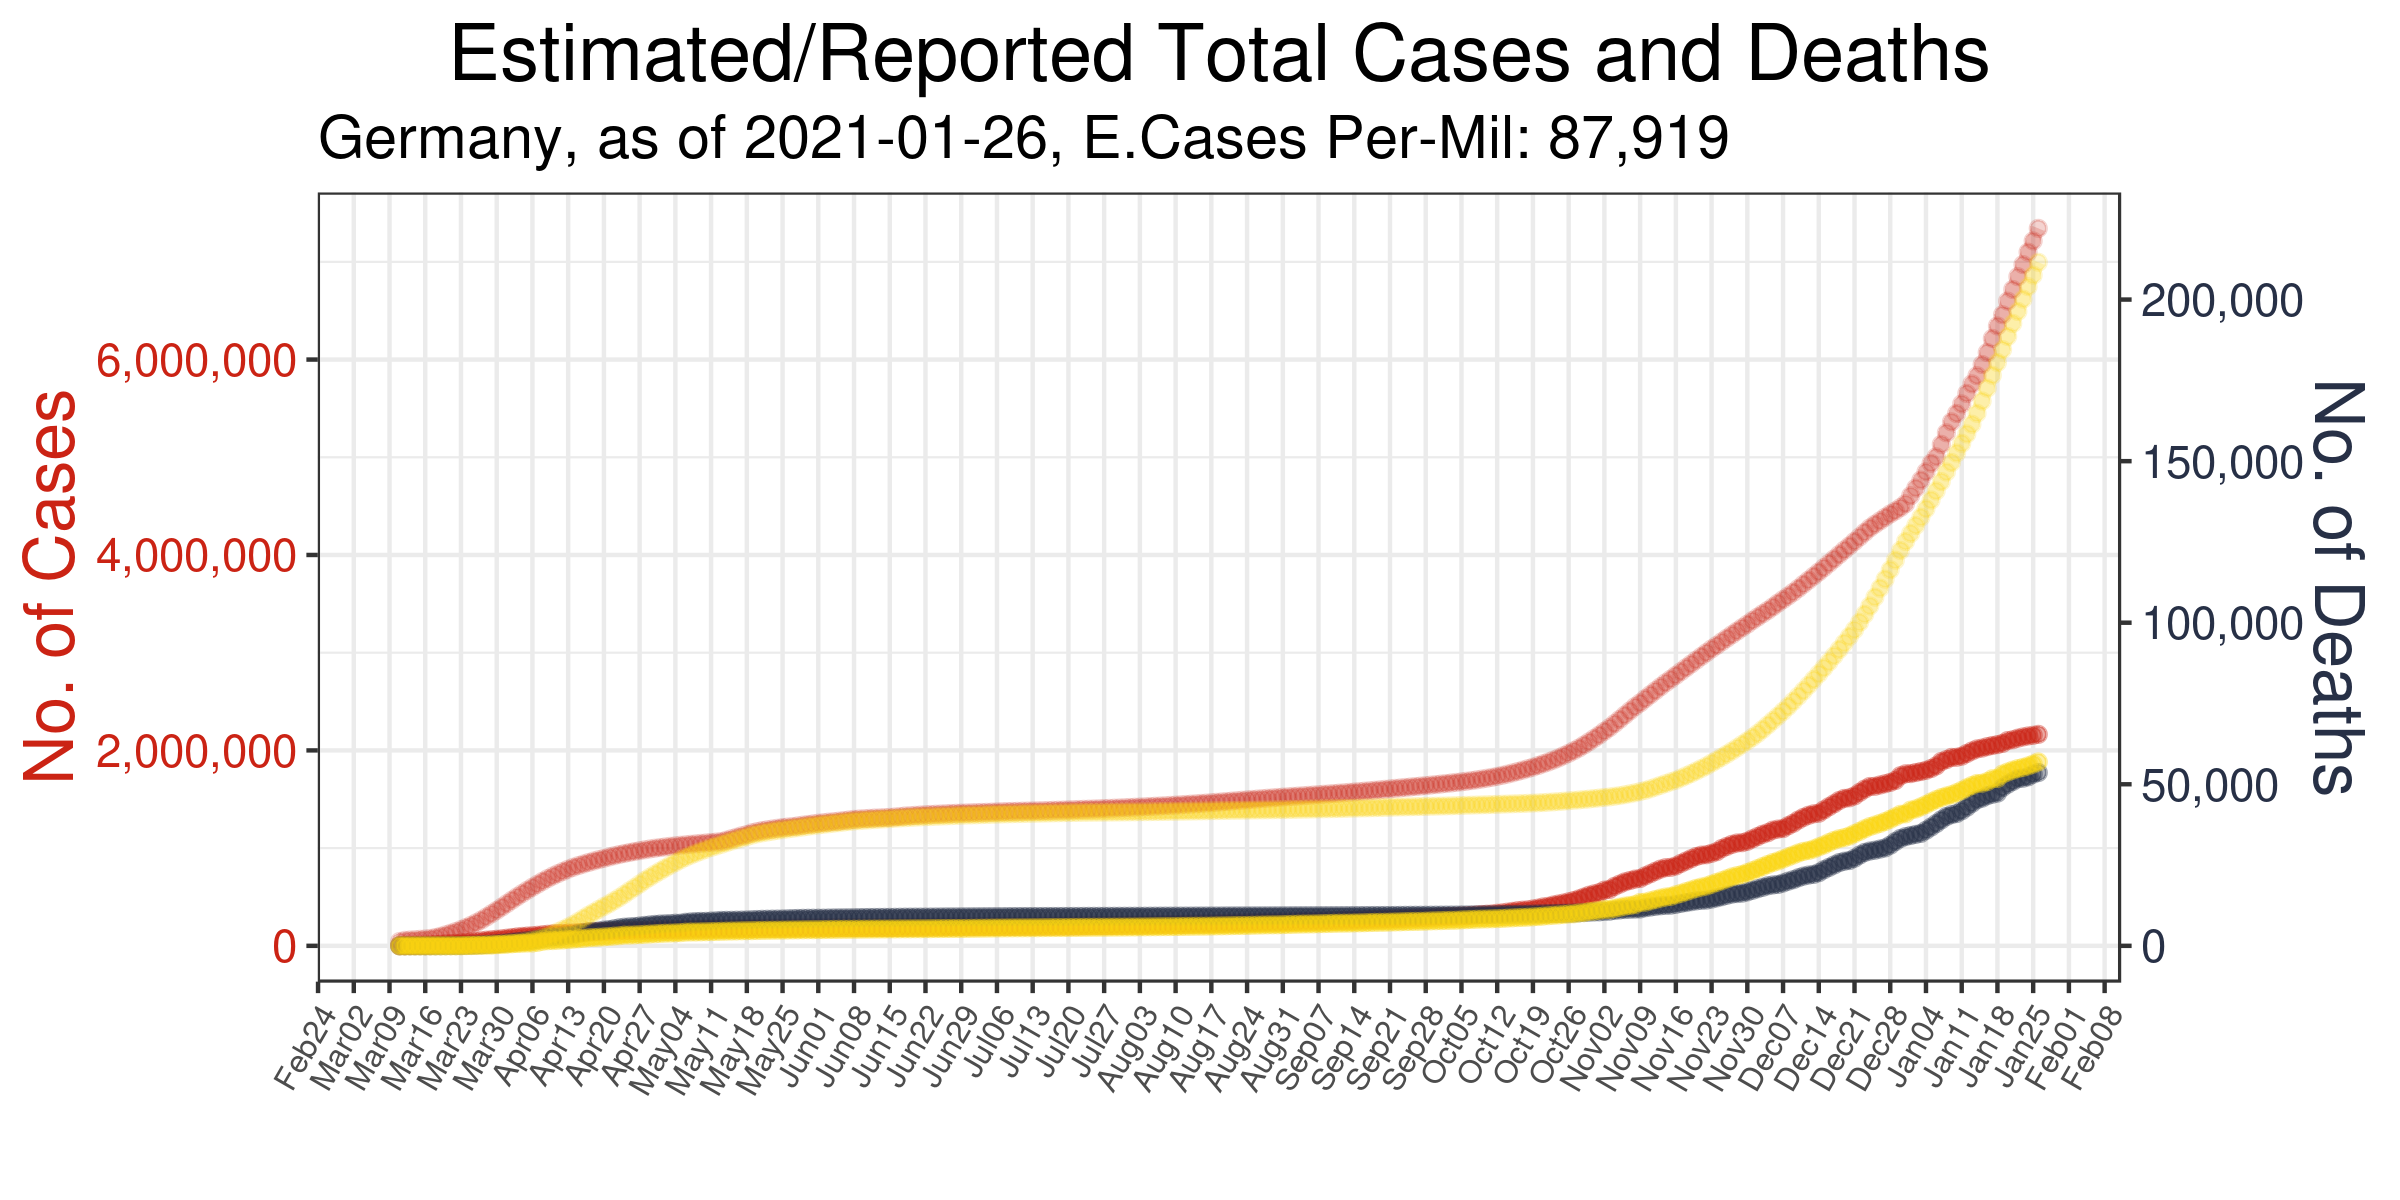 Estimated/Reported Total Cases and Deaths
Germany, as of 2021-01-26, E.Cases Per-Mil: 87,919
No. of Cases
6,000,000
4,000,000
2,000,000
0
200,000
150,000
100,000
50,000
0
No. of Deaths
Feb24 Mar02 Mar09 Mar16 Mar23 Mar30 Apr06 Apr13 Apr20 Apr27 May04 May11 May18 May25 Jun01 Jun08 Jun15 Jun22 Jun29 Jul06 Jul13 Jul20 Jul27 Aug03 Aug10 Aug17 Aug24 Aug31 Sep07 Sep14 Sep21 Sep28 Oct05 Oct12 Oct19 Oct26 Nov02 Nov09 Nov16 Nov23 Nov30 Dec07 Dec14 Dec21 Dec28 Jan04 Jan11 Jan18 Jan25 Feb01 Feb08